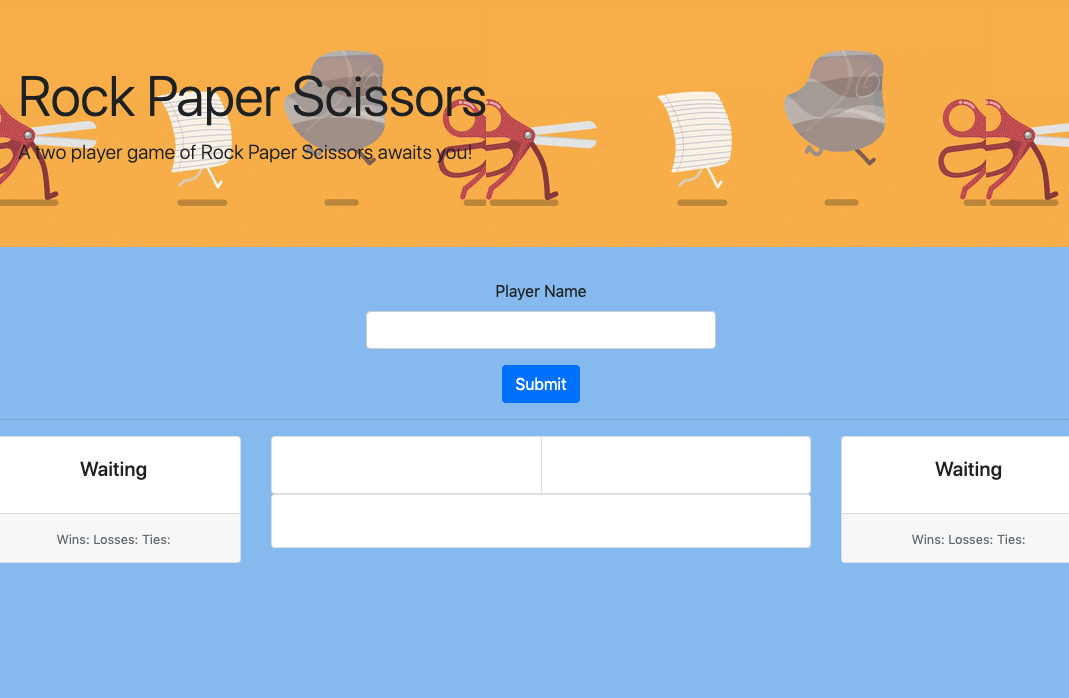 Rock Paper Scissors
A two player game of Rock Paper Scissors awaits you!
Player Name
Submit
Waiting
Wins: Losses: Ties:
Waiting
Wins: Losses: Ties: